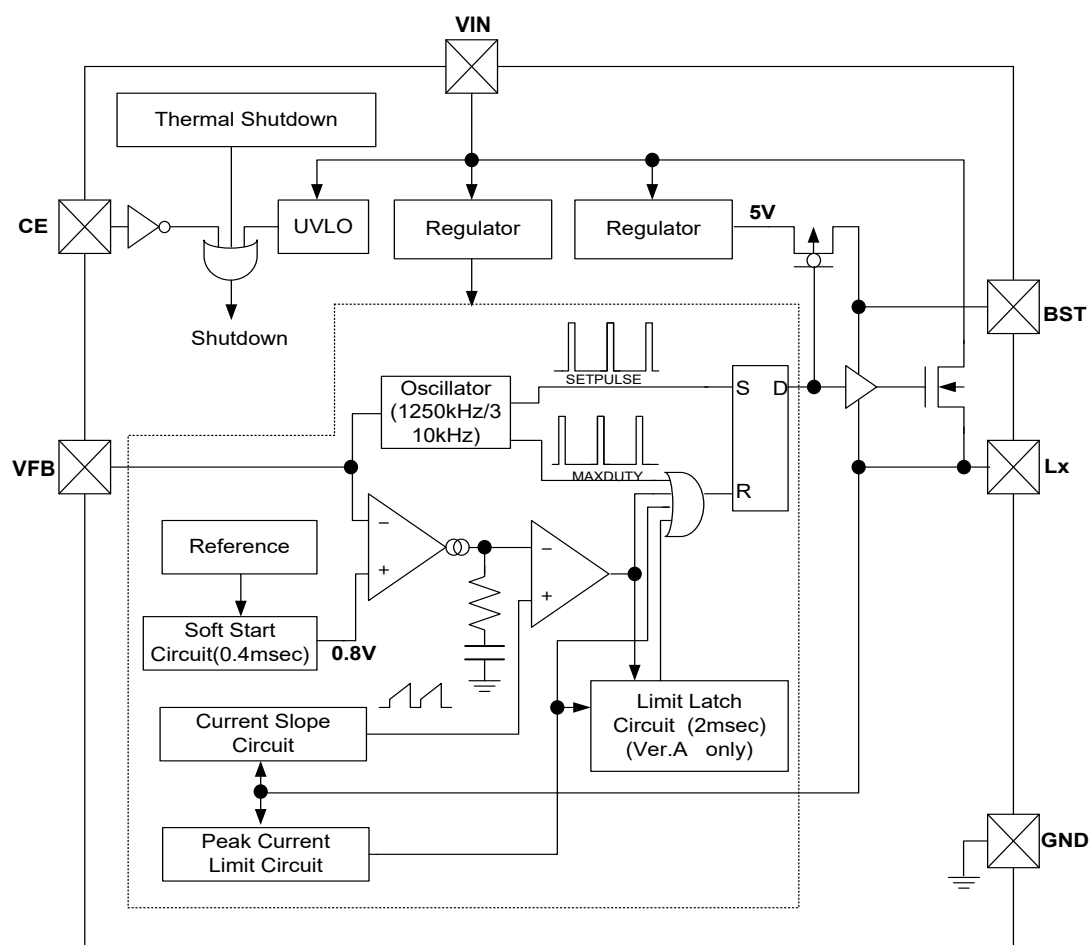 VIN
Thermal Shutdown
CE
UVLO
Regulator
Regulator
5V
Shutdown
BST
SETPULSE
Oscillator
(1250kHz/3
10kHz)
S
D
MAXDUTY
VFB
Lx
R
Reference
−
+
−
+
Soft Start
Circuit(0.4msec)
0.8V
Current Slope
Circuit
Limit Latch
Circuit (2msec)
(Ver.A only)
Peak Current
Limit Circuit
GND